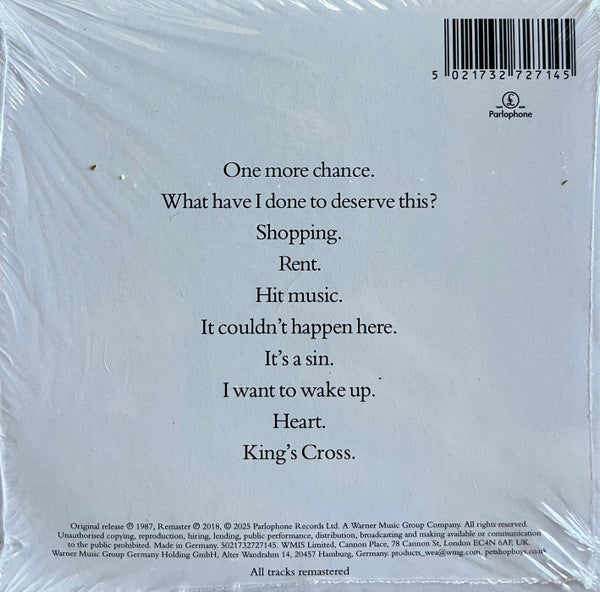 5 021732 727145
£
Parlophone
One more chance.
What have I done to deserve this?
Shopping.
Rent.
Hit music.
It couldn't happen here.
It's a sin.
I want to wake up.
Heart.
King's Cross.
Original release ℗ 1987, Remaster ℗ 2018, © 2025 Parlophone Records Ltd. A Warner Music Group Company. All rights reserved.
Unauthorised copying, reproduction, hiring, lending, public performance, distribution, broadcasting and making available or communication
to the public prohibited. Made in Germany. 5021732727145. WMIS Limited, Cannon Place, 78 Cannon St, London EC4N 6AF, UK.
Warner Music Group Germany Holding GmbH, Alter Wandrahm 14, 20457 Hamburg, Germany. products_wea@wmg.com. petshopboys.co.uk
All tracks remastered